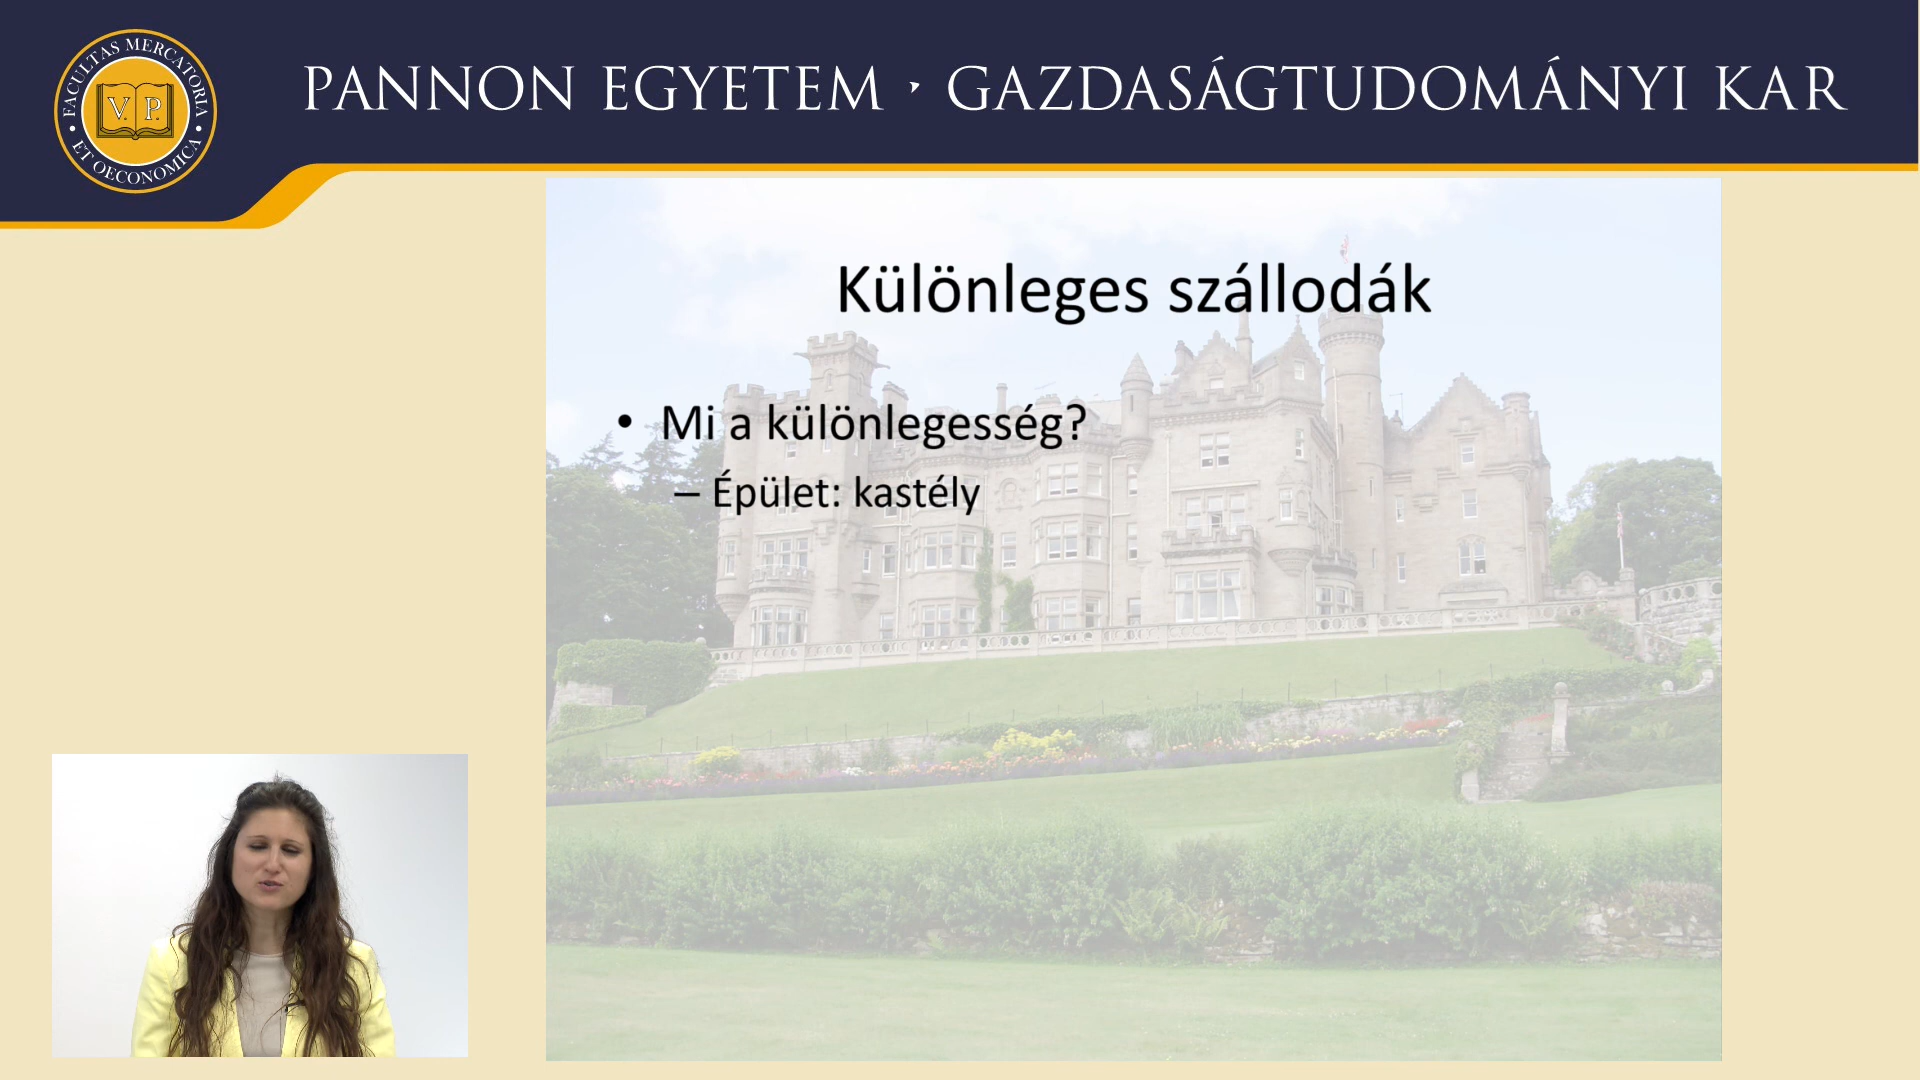 FACULTAS MERCATORIA
ET OECONOMICA
V. P.
PANNON EGYETEM · GAZDASÁGTUDOMÁNYI KAR
Különleges szállodák
• Mi a különlegesség?
– Épület: kastély